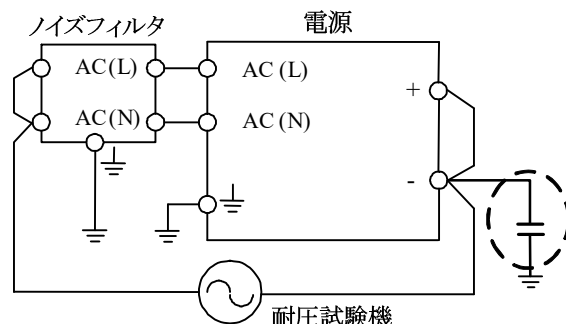 ノイズフィルタ
電源
AC(L)
AC(L)
+
AC(N)
AC(N)
-
耐圧試験機